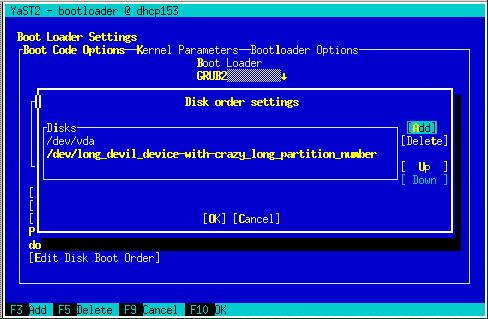 YaST2 - bootloader @ dhcp153
Boot Loader Settings
Boot Code Options—Kernel Parameters—Bootloader Options
Boot Loader
GRUB2
Disk order settings
Disks
/dev/vda
/dev/long_devil_device-with-crazy_long_partition_number
[Add]
[Delete]
[ Up ]
[ Down ]
[OK] [Cancel]
[
[
[
P
do
[Edit Disk Boot Order]
F3 Add F5 Delete F9 Cancel F10 OK